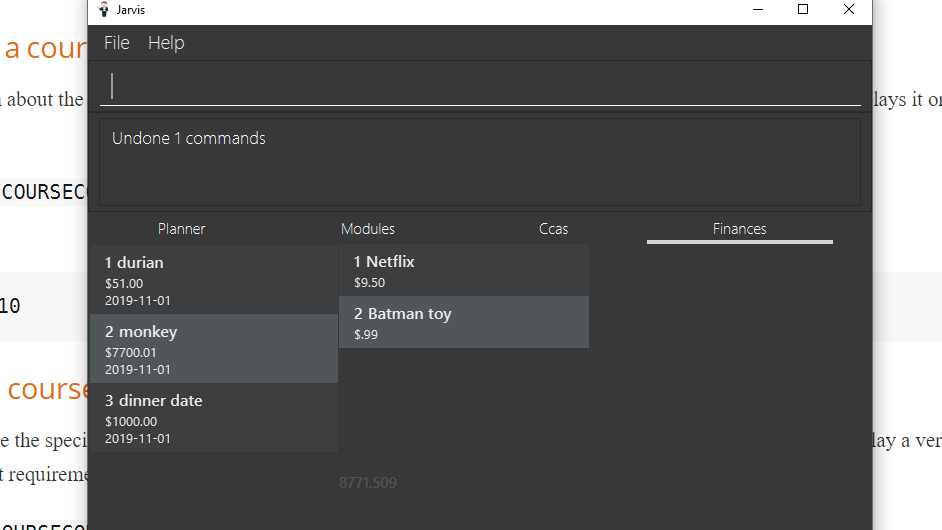 Jarvis
a cour
File Help
about the
lays it or
Undone 1 commands
COURSEC
Planner Modules Ccas Finances
1 durian
$51.00
2019-11-01
2 monkey
$7700.01
2019-11-01
3 dinner date
$1000.00
2019-11-01
1 Netflix
$9.50
2 Batman toy
$.99
10
course
e the speci
lay a ver
t requireme
8771.509